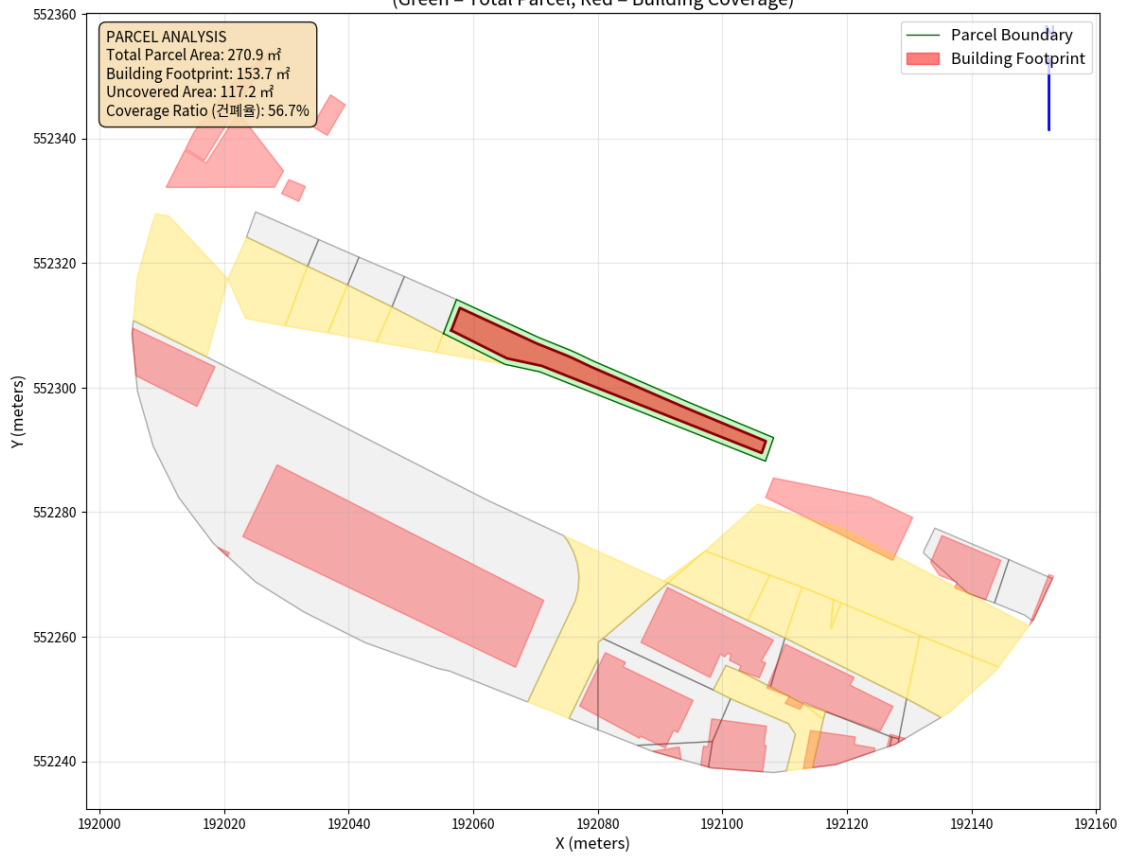 (Green = Total Parcel, Red = Building Coverage)
PARCEL ANALYSIS
Total Parcel Area: 270.9 ㎡
Building Footprint: 153.7 ㎡
Uncovered Area: 117.2 ㎡
Coverage Ratio (건폐율): 56.7%
Parcel Boundary
Building Footprint
552360
552340
552320
552300
552280
552260
552240
Y (meters)
192000
192020
192040
192060
192080
192100
192120
192140
192160
X (meters)